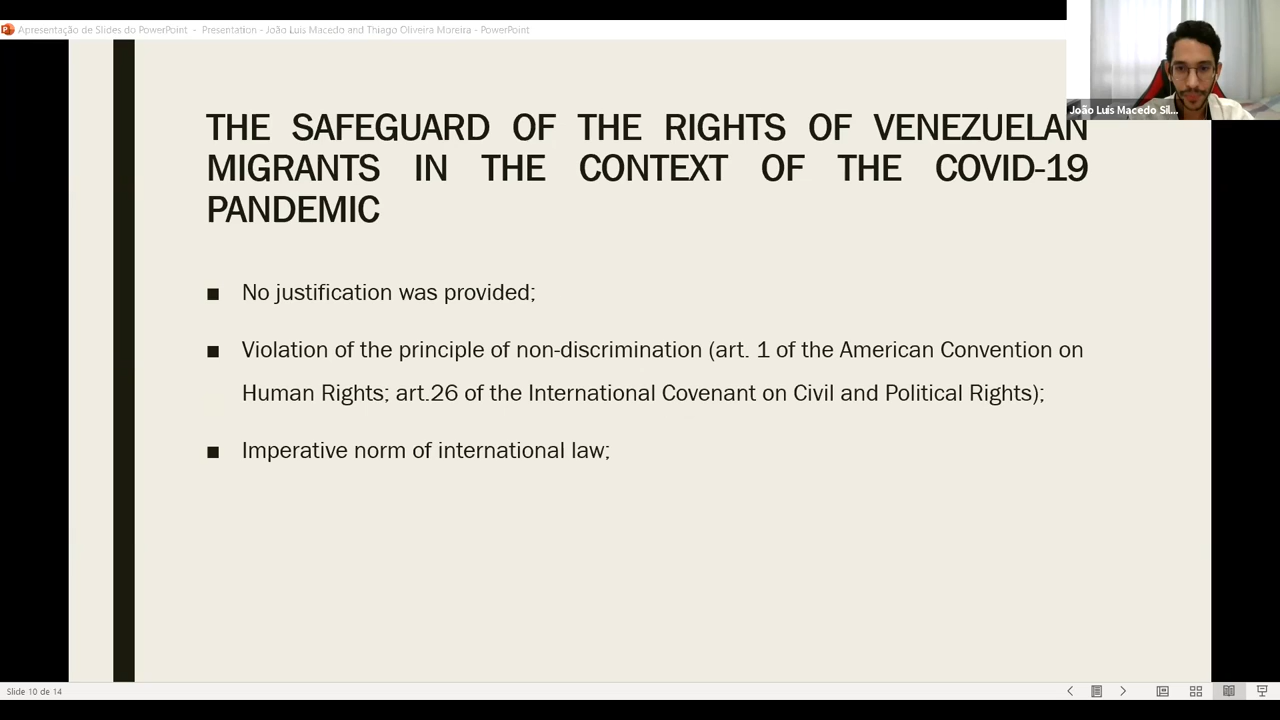 Apresentação de Slides do PowerPoint - Presentation - João Luis Macedo and Thiago Oliveira Moreira - PowerPoint
João Luis Macedo Sil...
THE SAFEGUARD OF THE RIGHTS OF VENEZUELAN
MIGRANTS IN THE CONTEXT OF THE COVID-19
PANDEMIC
■ No justification was provided;
■ Violation of the principle of non-discrimination (art. 1 of the American Convention on
Human Rights; art.26 of the International Covenant on Civil and Political Rights);
■ Imperative norm of international law;
Slide 10 de 14